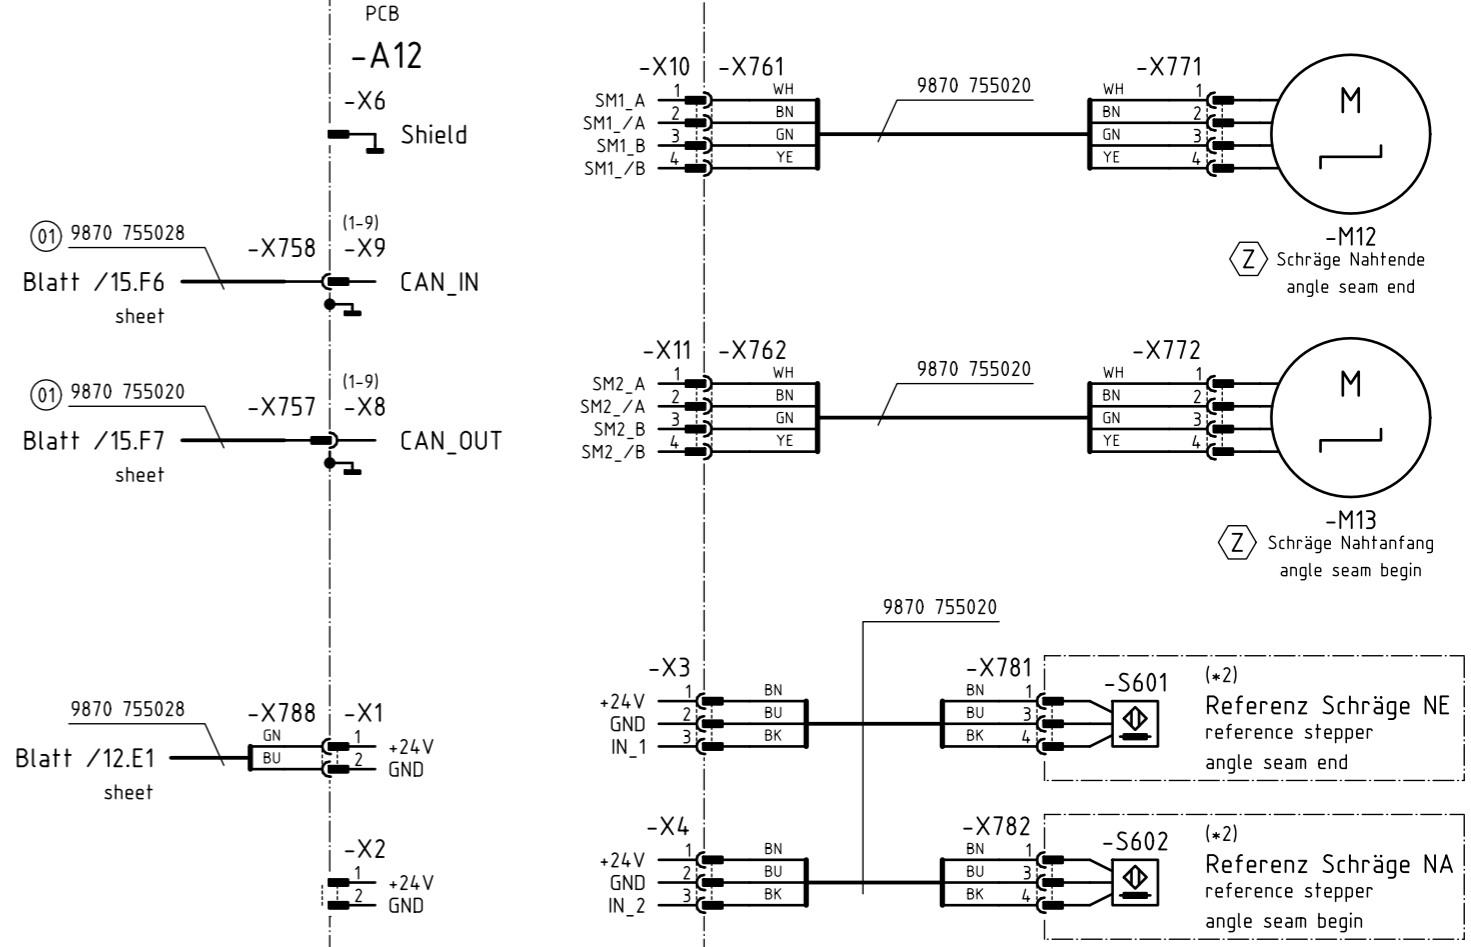 PCB
-A12
-X6
Shield
01 9870 755028
-X758
(1-9)
-X9
Blatt /15.F6
CAN_IN
sheet
01 9870 755020
-X757
(1-9)
-X8
Blatt /15.F7
CAN_OUT
sheet
9870 755028
-X788
-X1
GN 1 +24V
Blatt /12.E1
BU 2 GND
sheet
-X2
1 +24V
2 GND
-X10 -X761
9870 755020
-X771
SM1_A 1 WH WH 1
SM1_/A 2 BN BN 2
SM1_B 3 GN GN 3
SM1_/B 4 YE YE 4
M
-M12
Z Schräge Nahtende
angle seam end
-X11 -X762
9870 755020
-X772
SM2_A 1 WH WH 1
SM2_/A 2 BN BN 2
SM2_B 3 GN GN 3
SM2_/B 4 YE YE 4
M
-M13
Z Schräge Nahtanfang
angle seam begin
9870 755020
-X3
-X781
+24V 1 BN BN 1
GND 2 BU BU 3
IN_1 3 BK BK 4
-S601
(*2)
Referenz Schräge NE
reference stepper
angle seam end
-X4
-X782
+24V 1 BN BN 1
GND 2 BU BU 3
IN_2 3 BK BK 4
-S602
(*2)
Referenz Schräge NA
reference stepper
angle seam begin